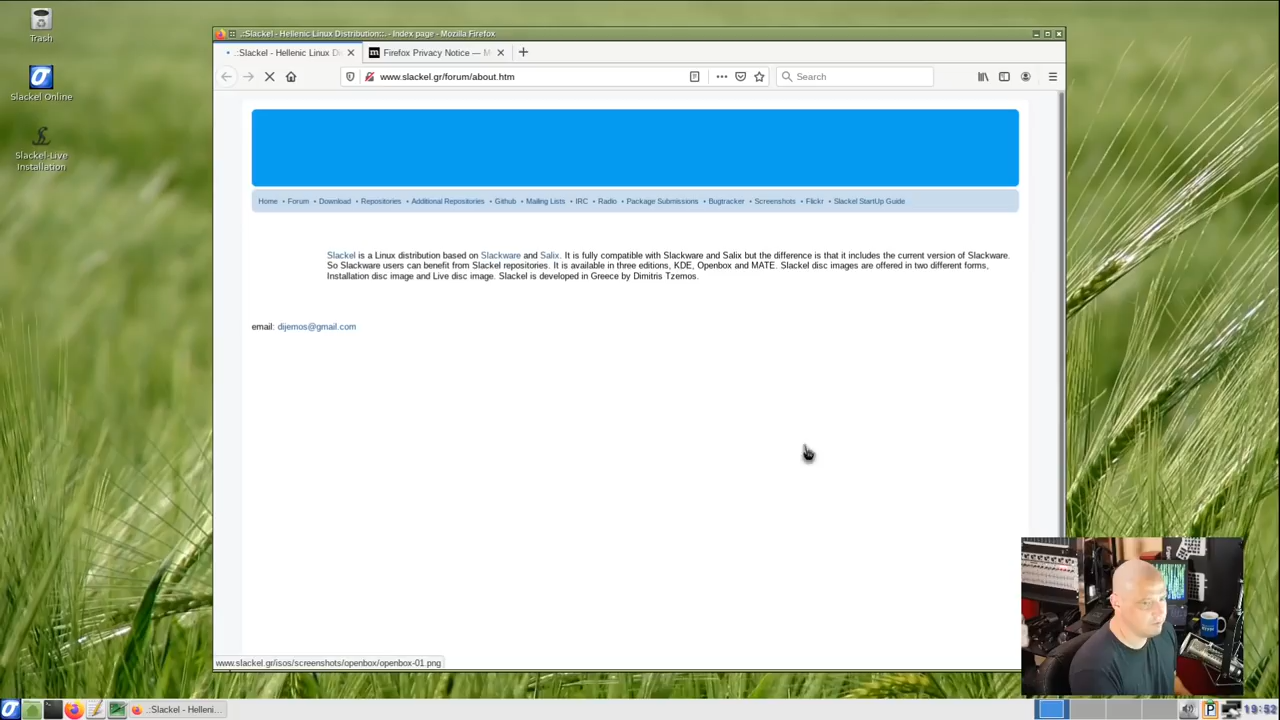 Trash
Slackel Online
Slackel-Live
Installation
.:Slackel - Hellenic Linux Distribution::. - Index page - Mozilla Firefox
.:Slackel - Hellenic Linux Di
Firefox Privacy Notice — M
www.slackel.gr/forum/about.htm
Search
Home • Forum • Download • Repositories • Additional Repositories • Github • Mailing Lists • IRC • Radio • Package Submissions • Bugtracker • Screenshots • Flickr • Slackel StartUp Guide
Slackel is a Linux distribution based on Slackware and Salix. It is fully compatible with Slackware and Salix but the difference is that it includes the current version of Slackware.
So Slackware users can benefit from Slackel repositories. It is available in three editions, KDE, Openbox and MATE. Slackel disc images are offered in two different forms,
Installation disc image and Live disc image. Slackel is developed in Greece by Dimitris Tzemos.
email: dijemos@gmail.com
www.slackel.gr/isos/screenshots/openbox/openbox-01.png
.:Slackel - Helleni...
19:52